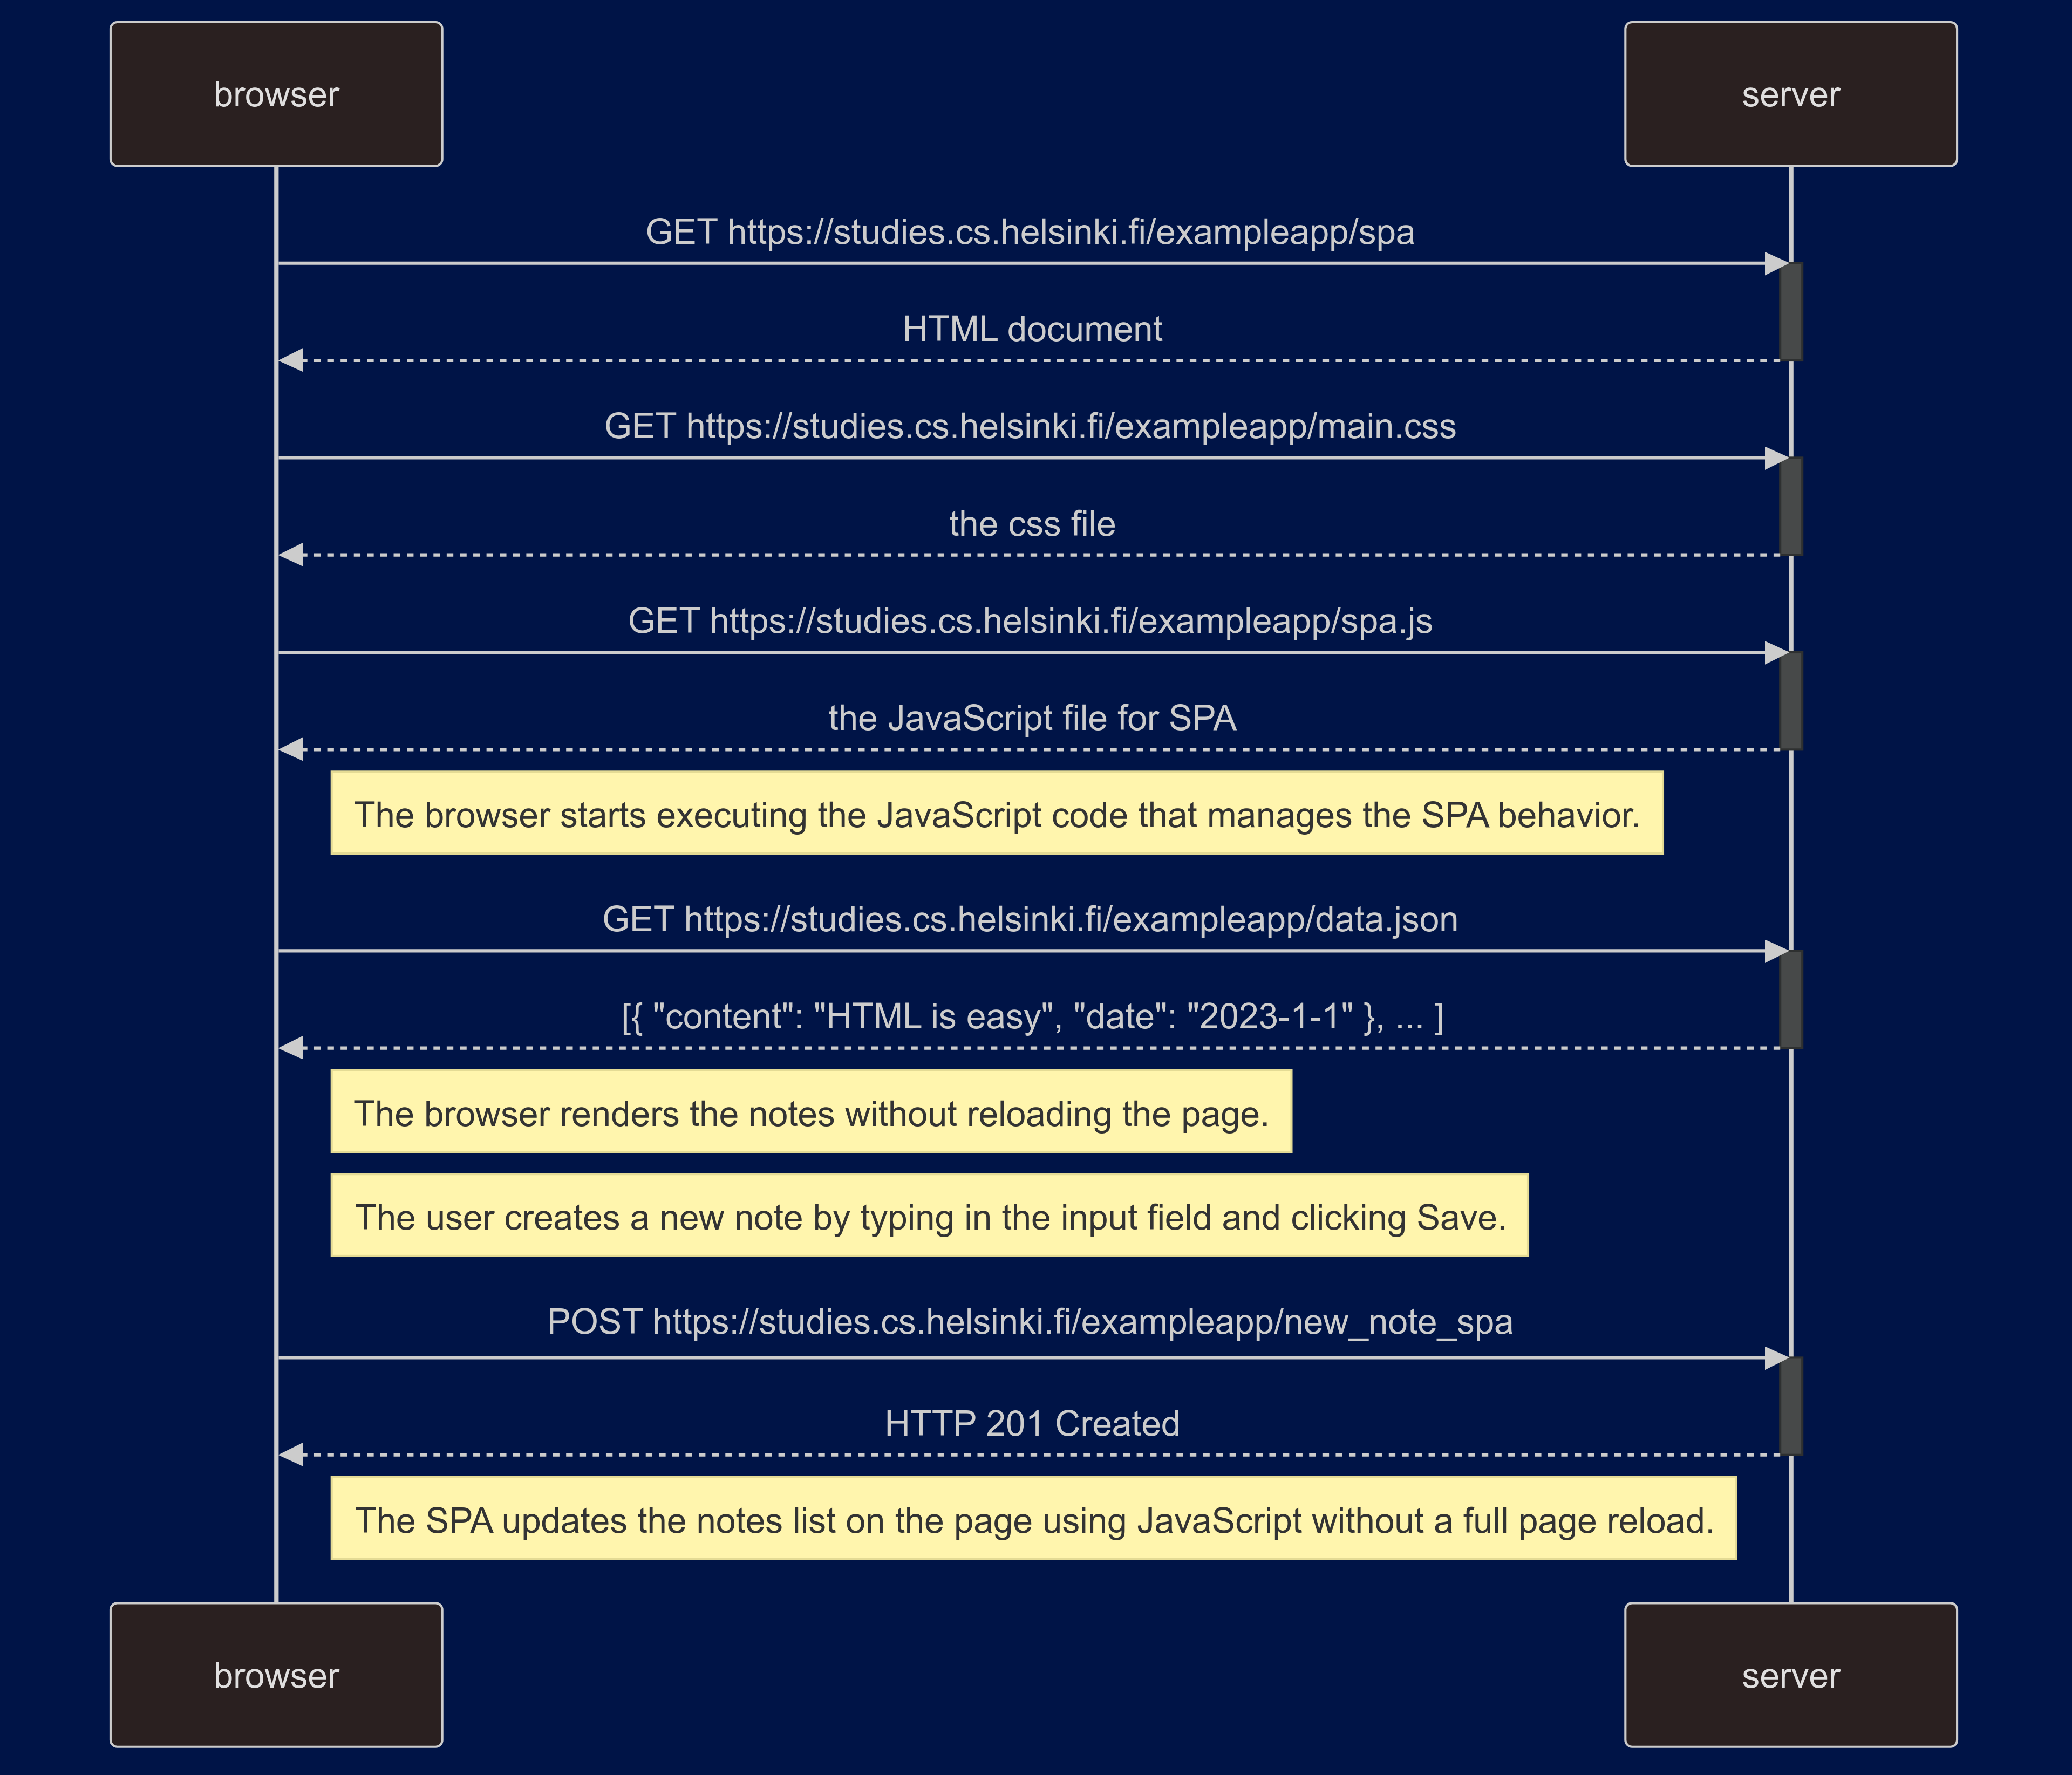 browser
server
GET https://studies.cs.helsinki.fi/exampleapp/spa
HTML document
GET https://studies.cs.helsinki.fi/exampleapp/main.css
the css file
GET https://studies.cs.helsinki.fi/exampleapp/spa.js
the JavaScript file for SPA
The browser starts executing the JavaScript code that manages the SPA behavior.
GET https://studies.cs.helsinki.fi/exampleapp/data.json
[{ "content": "HTML is easy", "date": "2023-1-1" }, ... ]
The browser renders the notes without reloading the page.
The user creates a new note by typing in the input field and clicking Save.
POST https://studies.cs.helsinki.fi/exampleapp/new_note_spa
HTTP 201 Created
The SPA updates the notes list on the page using JavaScript without a full page reload.
browser
server